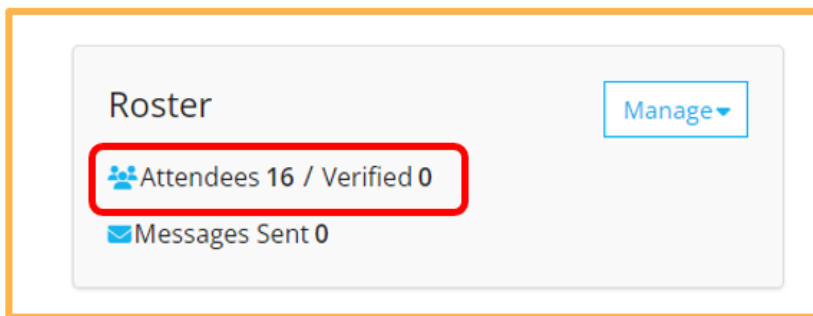 Roster
Manage
Attendees 16 / Verified 0
Messages Sent 0